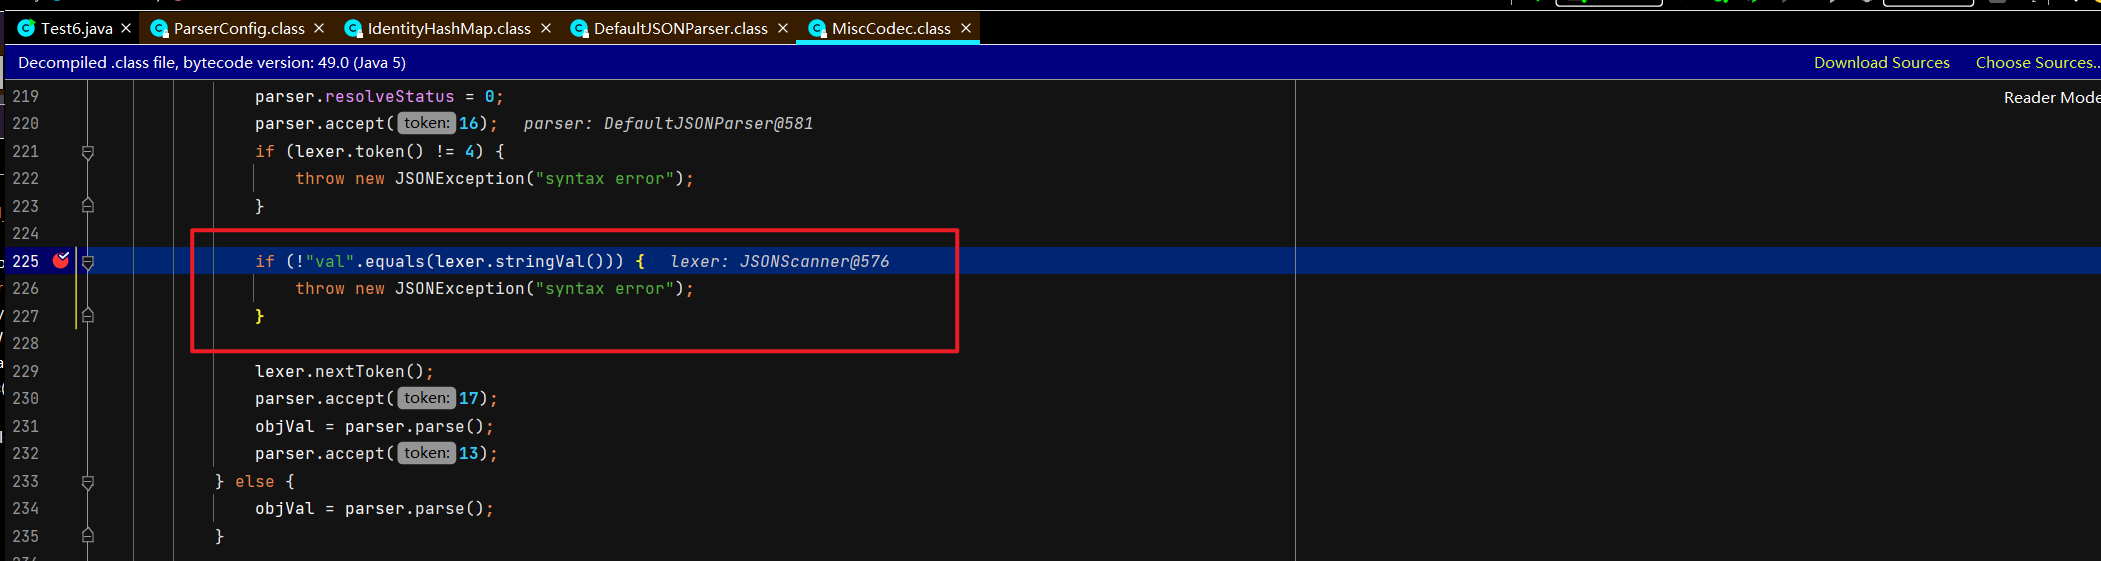 Test6.java ParserConfig.class IdentityHashMap.class DefaultJSONParser.class MiscCodec.class
Decompiled .class file, bytecode version: 49.0 (Java 5) Download Sources Choose Sources..
Reader Mode
219 parser.resolveStatus = 0;
220 parser.accept( token: 16); parser: DefaultJSONParser@581
221 if (lexer.token() != 4) {
222 throw new JSONException("syntax error");
223 }
224
225 if (!"val".equals(lexer.stringVal())) { lexer: JSONScanner@576
226 throw new JSONException("syntax error");
227 }
228
229 lexer.nextToken();
230 parser.accept( token: 17);
231 objVal = parser.parse();
232 parser.accept( token: 13);
233 } else {
234 objVal = parser.parse();
235 }